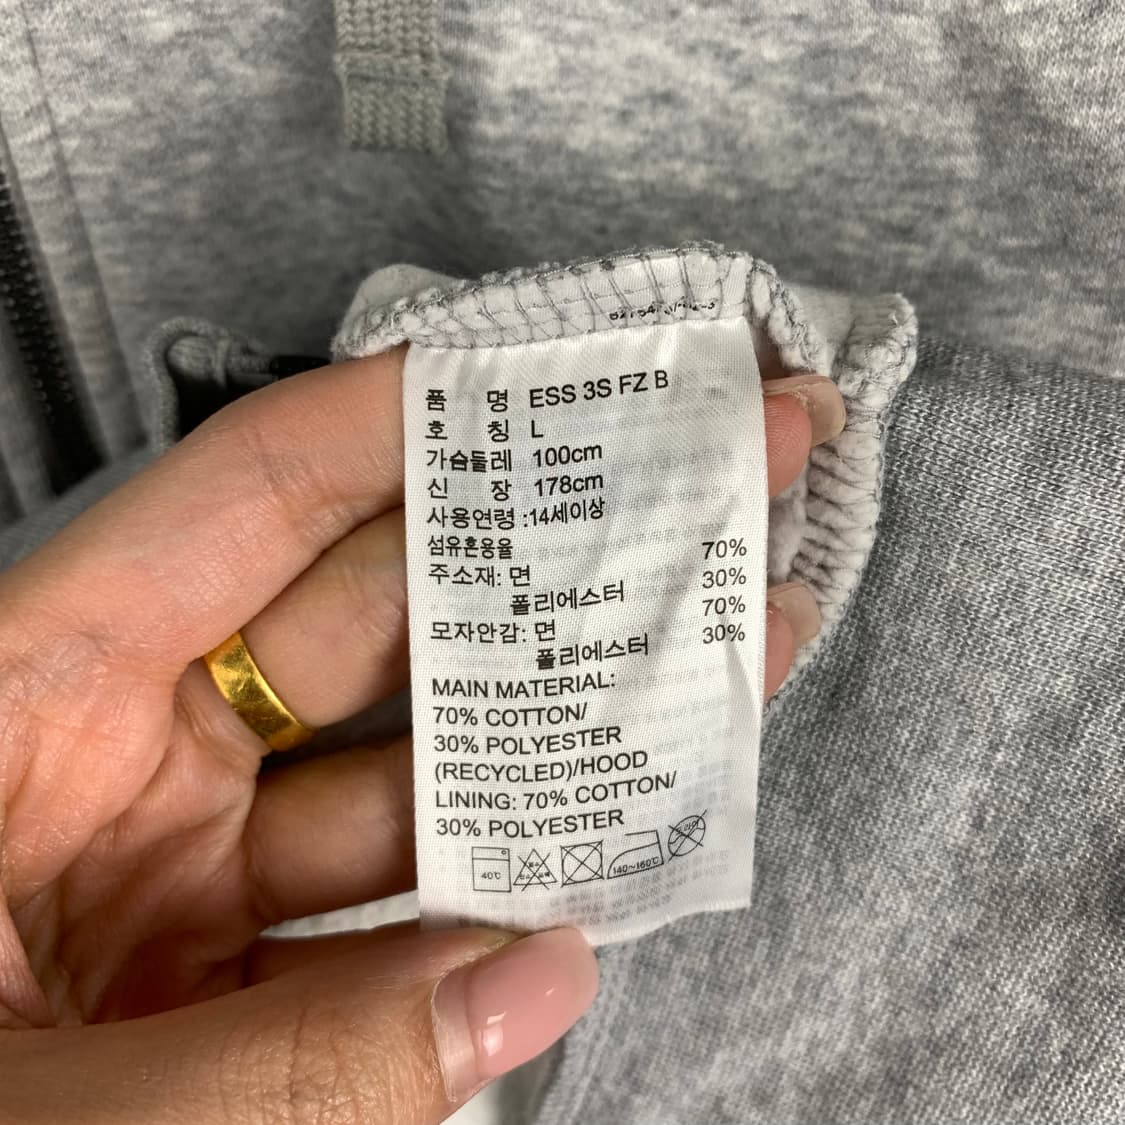 품 명 ESS 3S FZ B
호 칭 L
가슴둘레 100cm
신 장 178cm
사용연령 :14세이상
섬유혼용율
주소재: 면 70%
폴리에스터 30%
모자안감: 면 70%
폴리에스터 30%
MAIN MATERIAL:
70% COTTON/
30% POLYESTER
(RECYCLED)/HOOD
LINING: 70% COTTON/
30% POLYESTER
40℃ 140~160℃ 드라이